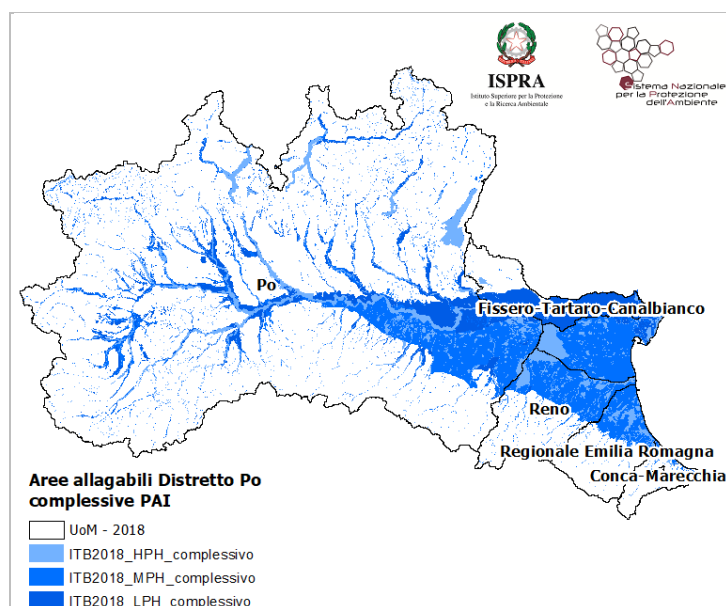 ISPRA
Istituto Superiore per la Protezione
e la Ricerca Ambientale
Sistema Nazionale
per la Protezione
dell'Ambiente
Po
Fissero-Tartaro-Canalbianco
Reno
Regionale Emilia Romagna
Conca-Marecchia
Aree allagabili Distretto Po
complessive PAI
UoM - 2018
ITB2018_HPH_complessivo
ITB2018_MPH_complessivo
ITB2018_LPH_complessivo